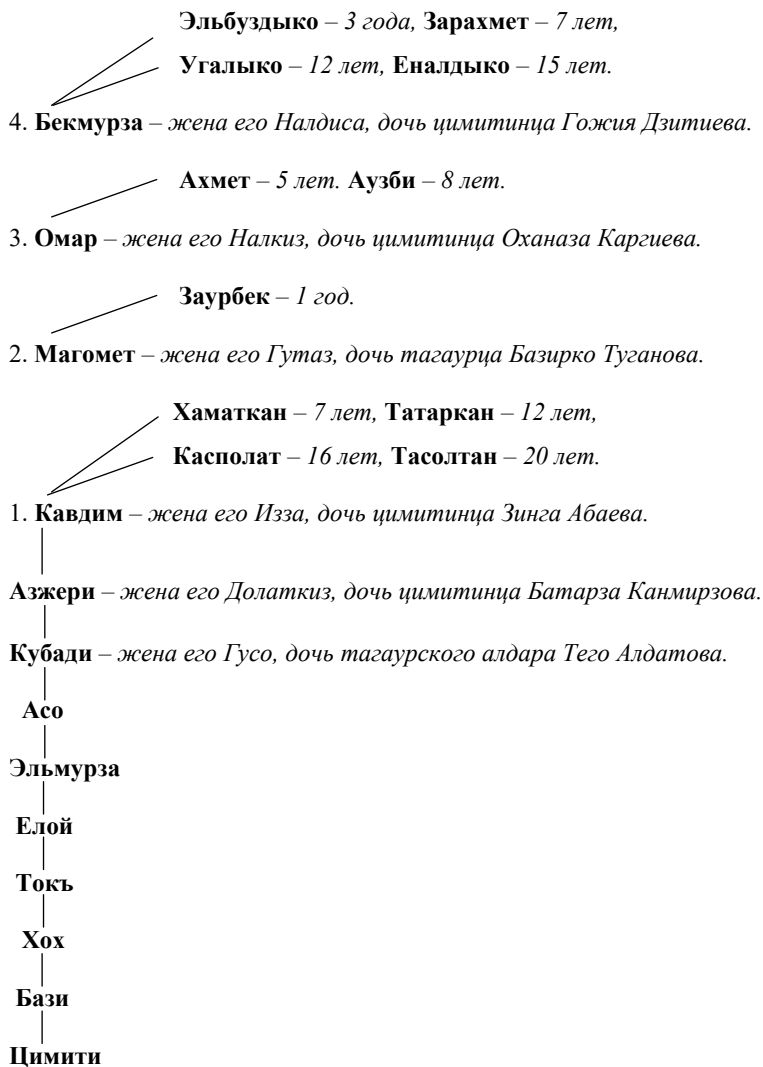 Эльбуздыко – 3 года, Зарахмет – 7 лет,
Угалыко – 12 лет, Еналдыко – 15 лет.
4. Бекмурза – жена его Налдиса, дочь цимитинца Гожия Дзитиева.
Ахмет – 5 лет. Аузби – 8 лет.
3. Омар – жена его Налкиз, дочь цимитинца Оханаза Каргиева.
Заурбек – 1 год.
2. Магомет – жена его Гутаз, дочь тагаурца Базирко Туганова.
Хаматкан – 7 лет, Татаркан – 12 лет,
Касполат – 16 лет, Тасолтан – 20 лет.
1. Кавдим – жена его Изза, дочь цимитинца Зинга Абаева.
Азжери – жена его Долаткиз, дочь цимитинца Батарза Канмирзова.
Кубади – жена его Гусо, дочь тагаурского алдара Тего Алдатова.
Асо
Эльмурза
Елой
Токъ
Хох
Бази
Цимити